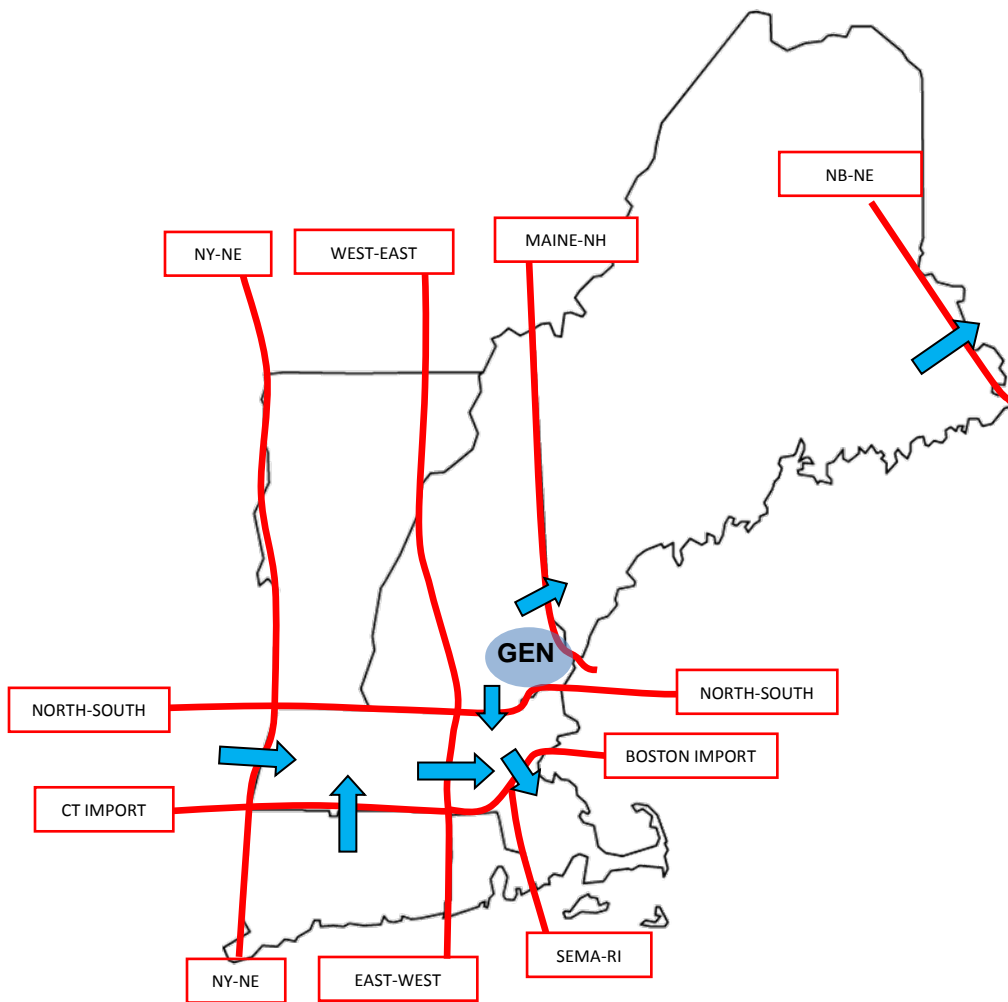 NB-NE
MAINE-NH
NY-NE
WEST-EAST
GEN
NORTH-SOUTH
NORTH-SOUTH
BOSTON IMPORT
CT IMPORT
SEMA-RI
NY-NE
EAST-WEST